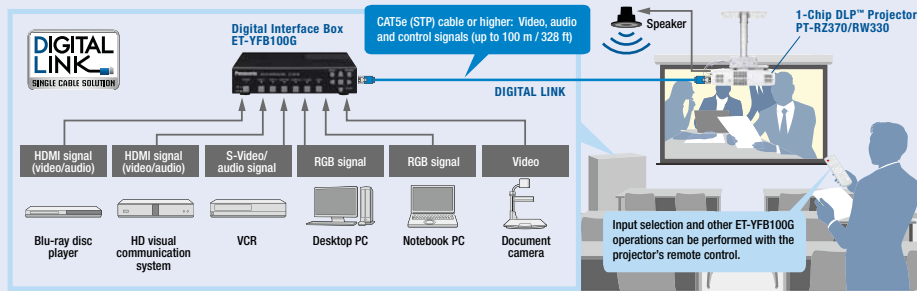 DIGITAL
LINK
SINGLE CABLE SOLUTION
Digital Interface Box
ET-YFB100G
Panasonic
CAT5e (STP) cable or higher: Video, audio
and control signals (up to 100 m / 328 ft)
DIGITAL LINK
Speaker
1-Chip DLP™ Projector
PT-RZ370/RW330
HDMI signal
(video/audio)
HDMI signal
(video/audio)
S-Video/
audio signal
RGB signal
RGB signal
Video
Blu-ray disc
player
HD visual
communication
system
VCR
Desktop PC
Notebook PC
Document
camera
Input selection and other ET-YFB100G
operations can be performed with the
projector's remote control.